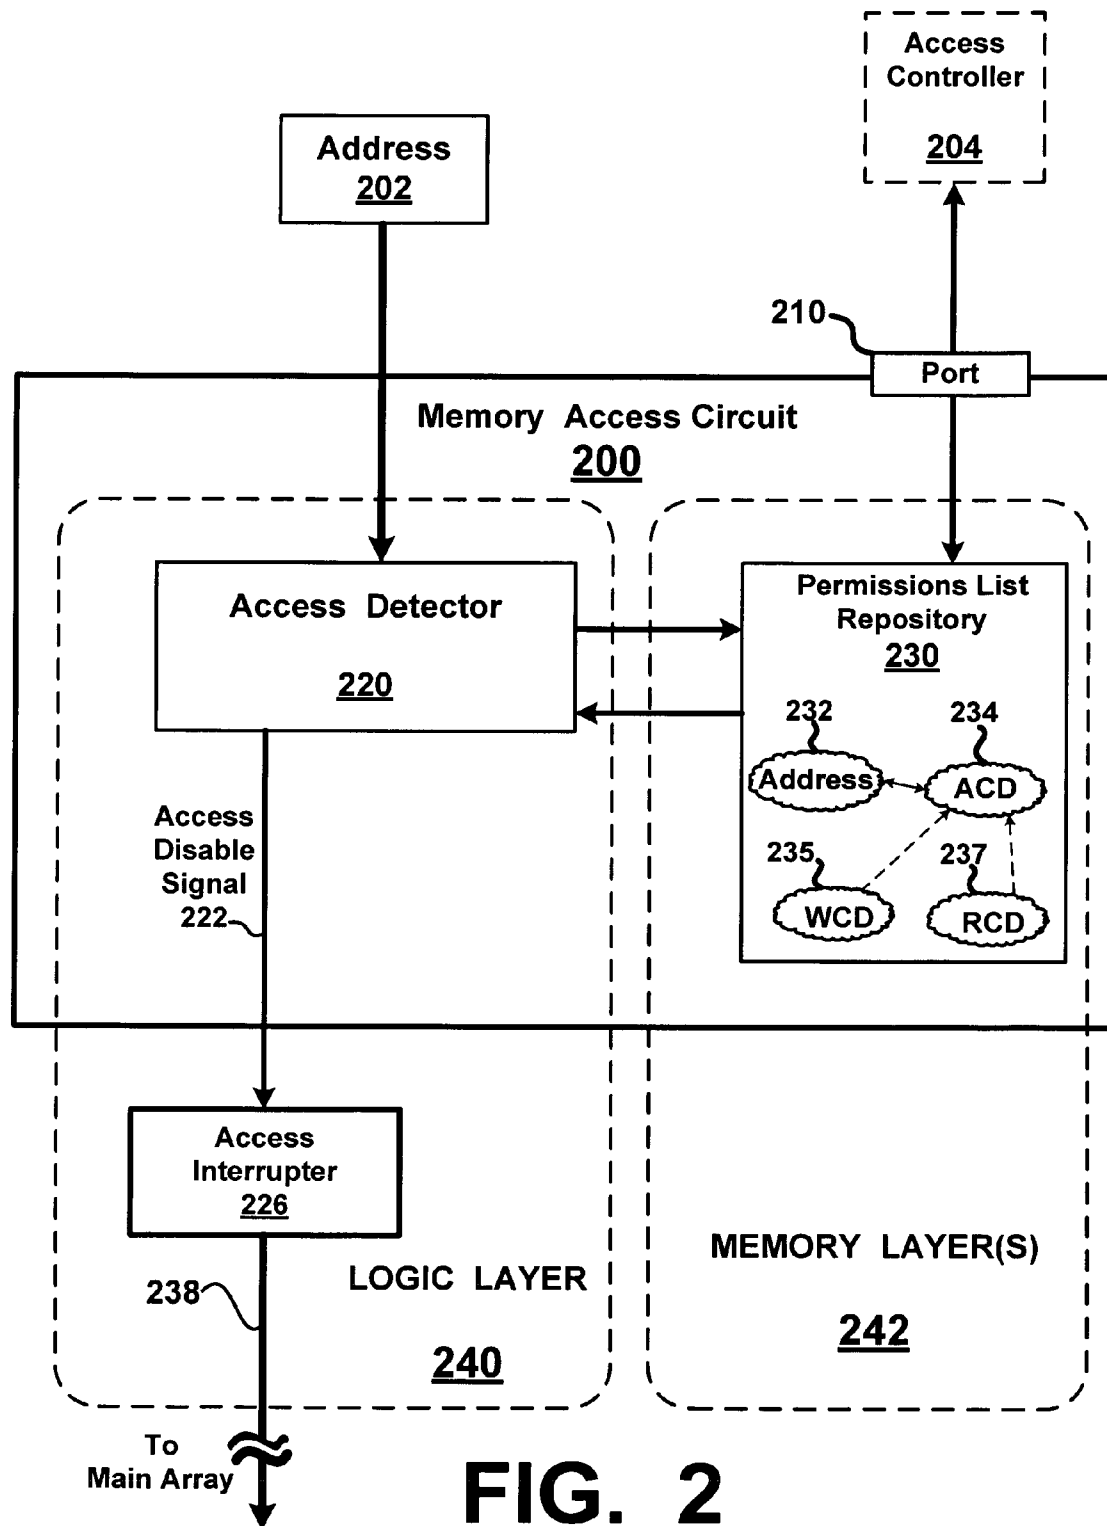 Access
Controller
204
Address
202
210
Port
Memory Access Circuit
200
Access Detector
220
Permissions List
Repository
230
232
234
Address
ACD
235
237
WCD
RCD
Access
Disable
Signal
222
Access
Interrupter
226
238
LOGIC LAYER
240
MEMORY LAYER(S)
242
To
Main Array
FIG. 2